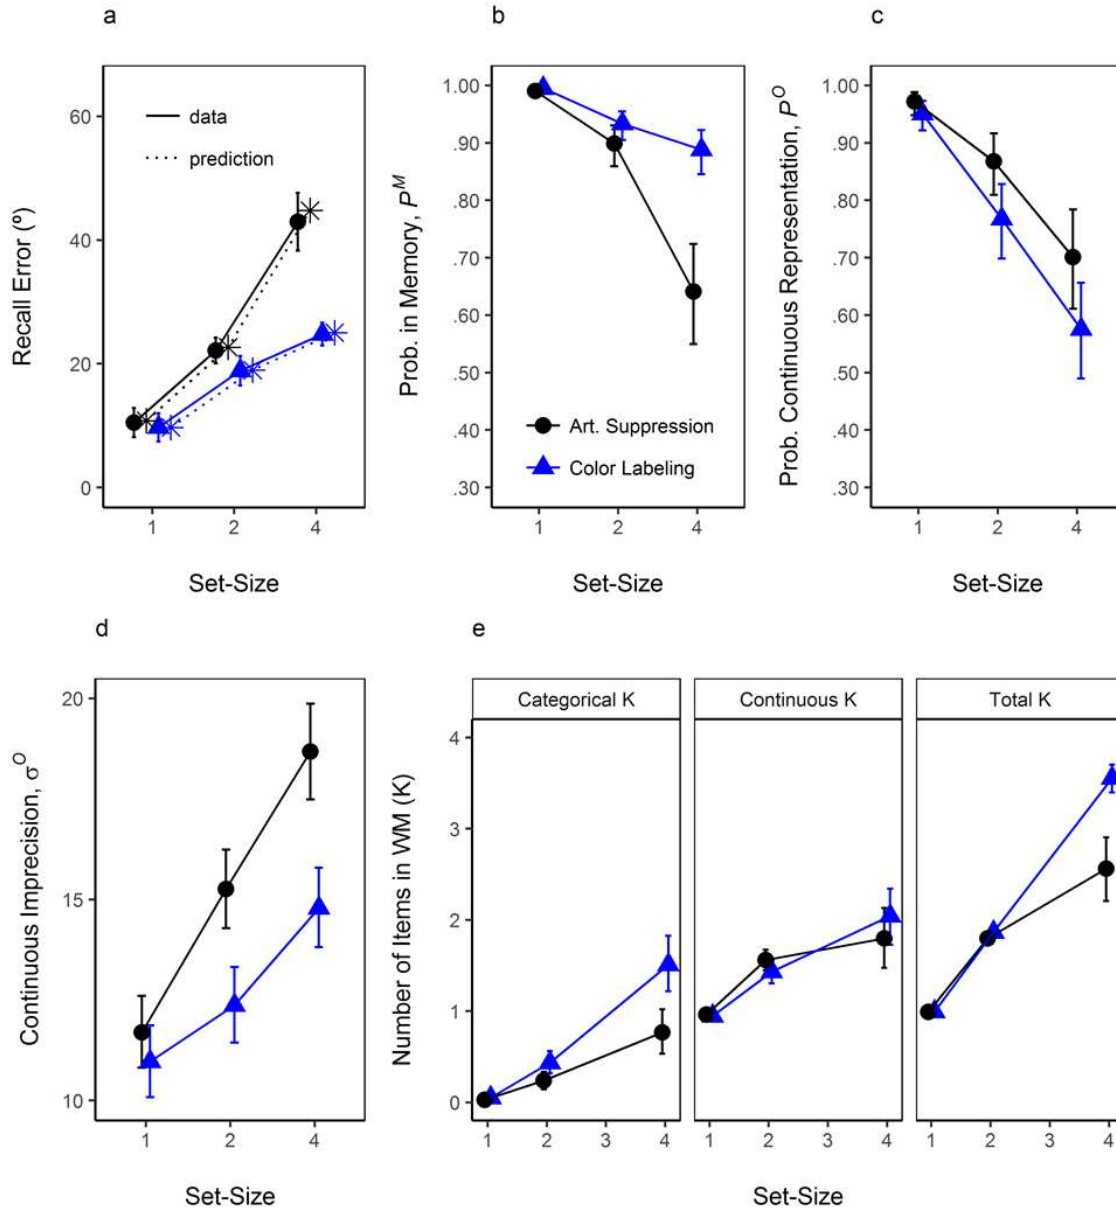 a
b
c
Recall Error (º)
60
40
20
0
data
prediction
1
2
4
Set-Size
Prob. in Memory, P^M
1.00
.90
.80
.70
.60
.50
.40
.30
Art. Suppression
Color Labeling
1
2
4
Set-Size
Prob. Continuous Representation, P^O
1.00
.90
.80
.70
.60
.50
.40
.30
1
2
4
Set-Size
d
e
Continuous Imprecision, σ^O
20
15
10
1
2
4
Set-Size
Number of Items in WM (K)
4
3
2
1
0
Categorical K
Continuous K
Total K
1 2 3 4
1 2 3 4
1 2 3 4
Set-Size